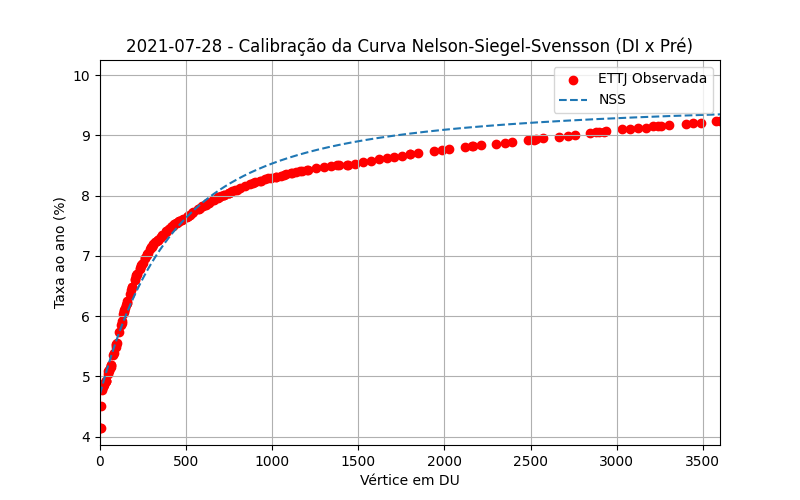 2021-07-28 - Calibração da Curva Nelson-Siegel-Svensson (DI x Pré)
ETTJ Observada
NSS
Taxa ao ano (%)
10
9
8
7
6
5
4
0 500 1000 1500 2000 2500 3000 3500
Vértice em DU